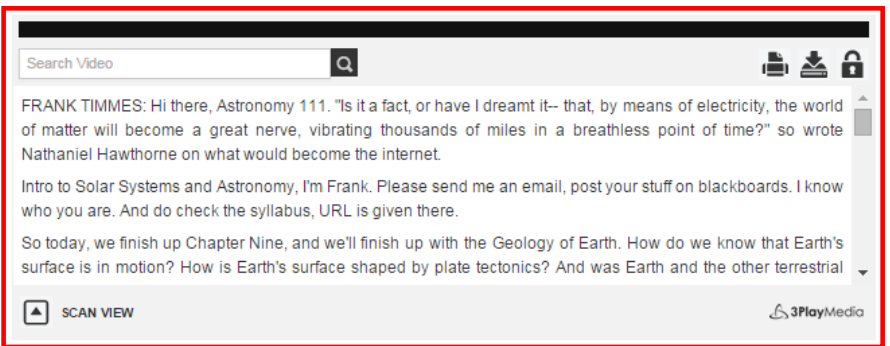 Search Video
FRANK TIMMES: Hi there, Astronomy 111. "Is it a fact, or have I dreamt it-- that, by means of electricity, the world
of matter will become a great nerve, vibrating thousands of miles in a breathless point of time?" so wrote
Nathaniel Hawthorne on what would become the internet.
Intro to Solar Systems and Astronomy, I'm Frank. Please send me an email, post your stuff on blackboards. I know
who you are. And do check the syllabus, URL is given there.
So today, we finish up Chapter Nine, and we'll finish up with the Geology of Earth. How do we know that Earth's
surface is in motion? How is Earth's surface shaped by plate tectonics? And was Earth and the other terrestrial
SCAN VIEW
3PlayMedia